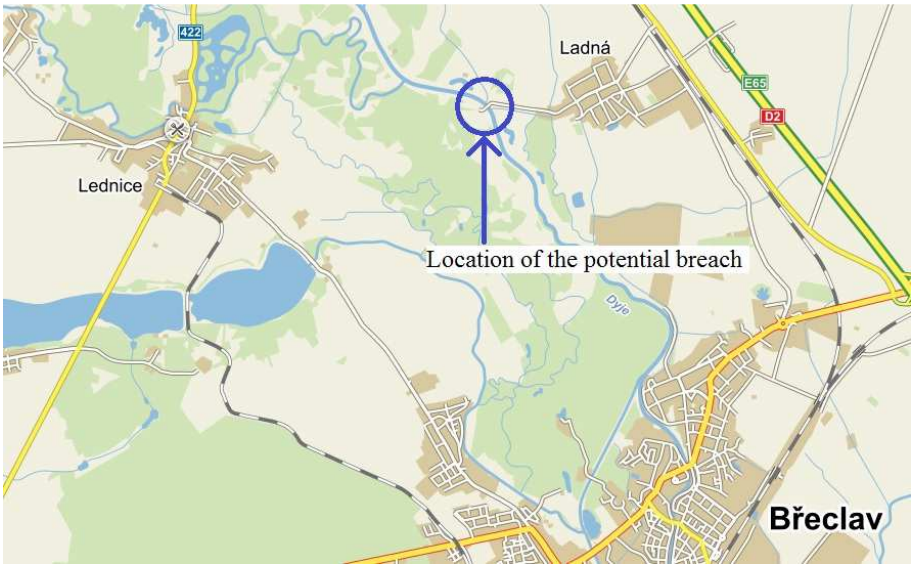 422
Ladná
E65
D2
Lednice
Location of the potential breach
Dyje
Břeclav